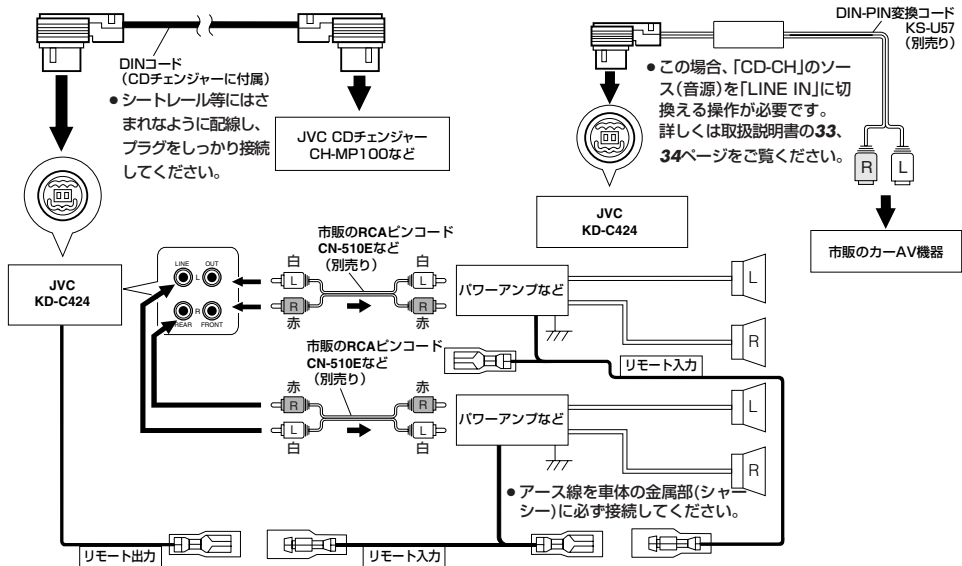 DINコード
(CDチェンジャーに付属)
● シートレール等にはさ
まれなように配線し、
プラグをしっかり接続
してください。
JVC CDチェンジャー
CH-MP100など
DIN-PIN変換コード
KS-U57
(別売り)
● この場合、「CD-CH」のソー
ス(音源)を「LINE IN」に切
換える操作が必要です。
詳しくは取扱説明書の33、
34ページをご覧ください。
R
L
JVC
KD-C424
市販のカーAV機器
JVC
KD-C424
LINE OUT
L
R
REAR FRONT
市販のRCAピンコード
CN-510Eなど
(別売り)
白
L
R
赤
白
L
R
赤
パワーアンプなど
L
R
リモート入力
市販のRCAピンコード
CN-510Eなど
(別売り)
赤
R
L
白
赤
R
L
白
パワーアンプなど
L
R
● アース線を車体の金属部(シャー
シー)に必ず接続してください。
リモート出力
リモート入力